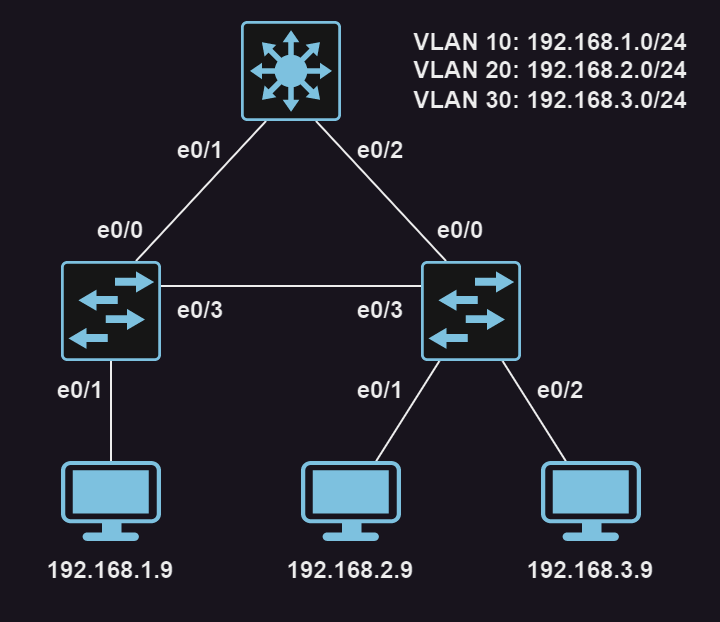 VLAN 10: 192.168.1.0/24
VLAN 20: 192.168.2.0/24
VLAN 30: 192.168.3.0/24
e0/1
e0/2
e0/0
e0/0
e0/3
e0/3
e0/1
e0/1
e0/2
192.168.1.9
192.168.2.9
192.168.3.9